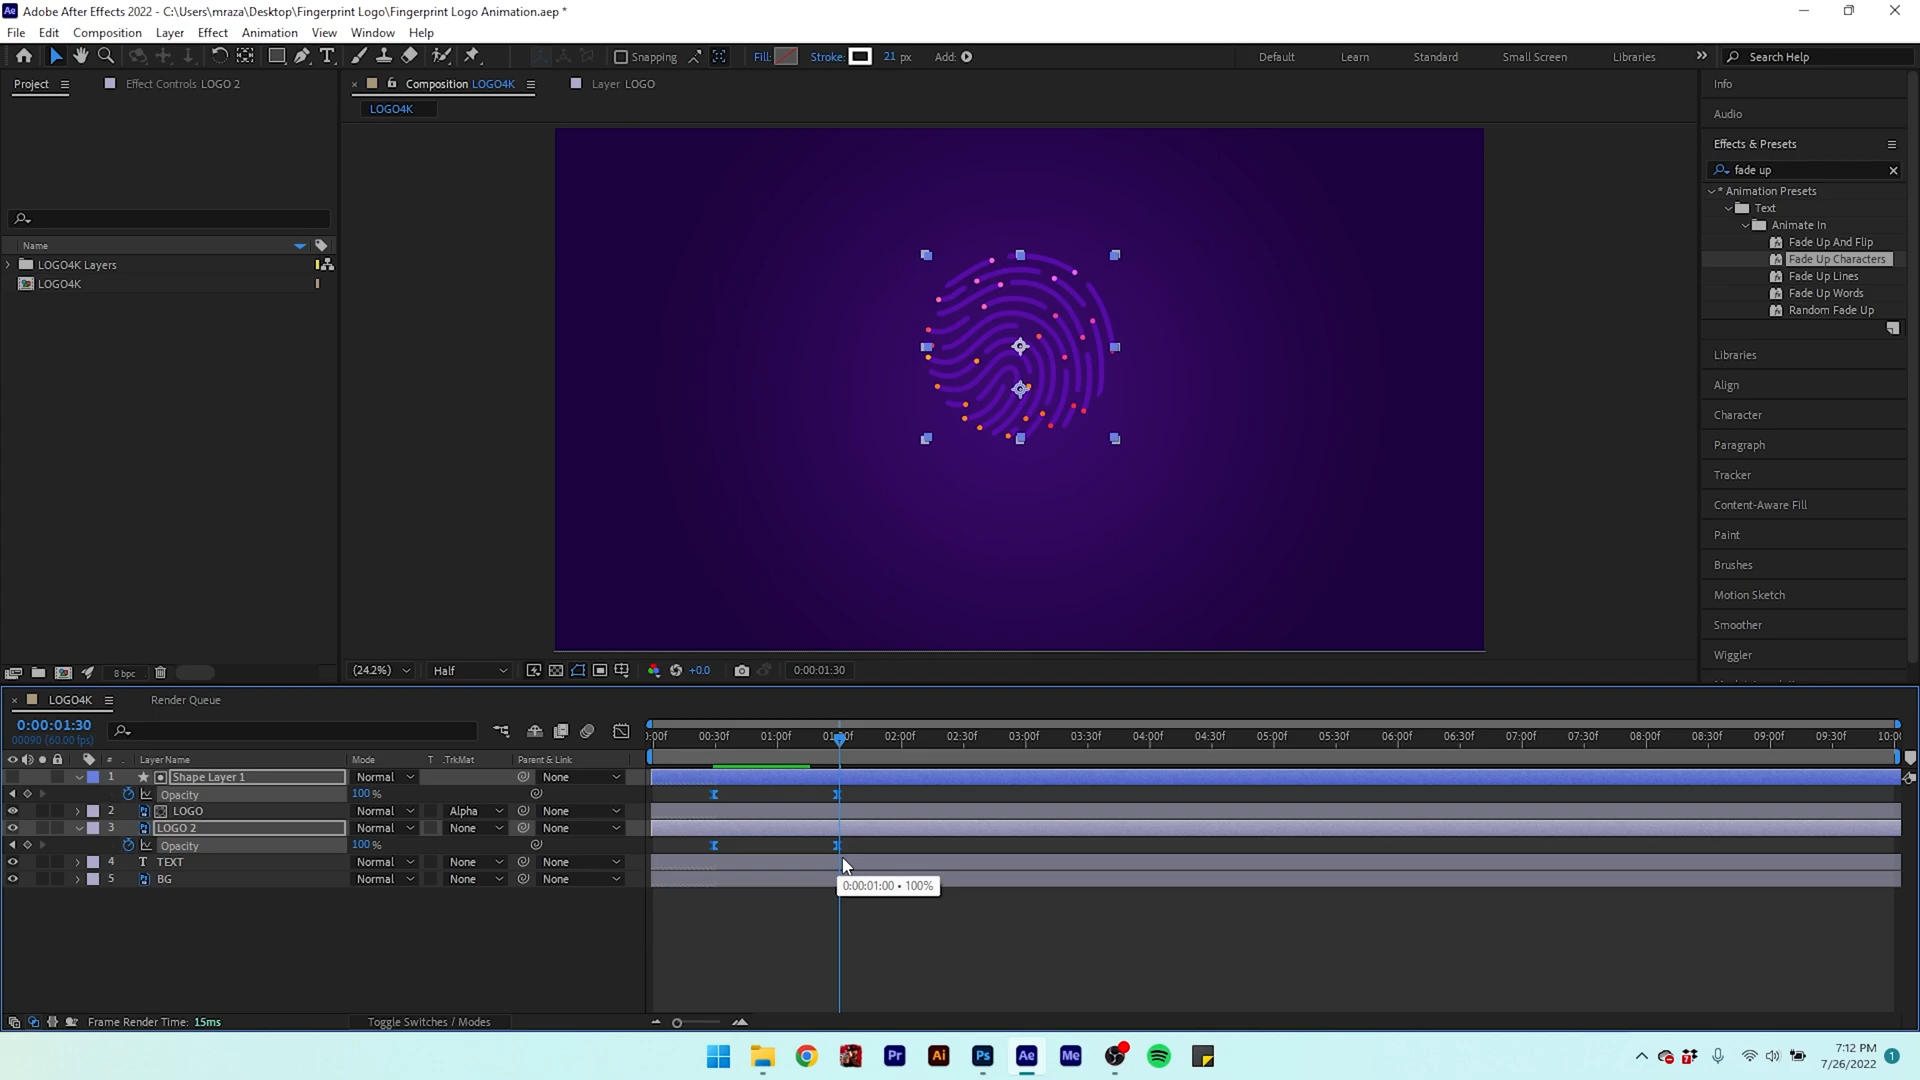 Adobe After Effects 2022 - C:\Users\mraza\Desktop\Fingerprint Logo\Fingerprint Logo Animation.aep *
File Edit Composition Layer Effect Animation View Window Help
Snapping Fill: Stroke: 21 px Add: Default Learn Standard Small Screen Libraries Search Help
Project Effect Controls LOGO 2
Composition LOGO4K Layer LOGO
LOGO4K
Name
LOGO4K Layers
LOGO4K
8 bpc
(24.2%) Half +0.0 0:00:01:30
Info
Audio
Effects & Presets
fade up
* Animation Presets
Text
Animate In
Fade Up And Flip
Fade Up Characters
Fade Up Lines
Fade Up Words
Random Fade Up
Libraries
Align
Character
Paragraph
Tracker
Content-Aware Fill
Paint
Brushes
Motion Sketch
Smoother
Wiggler
LOGO4K Render Queue
0:00:01:30
00090 (60.00 fps)
:00f 00:30f 01:00f 02:00f 02:30f 03:00f 03:30f 04:00f 04:30f 05:00f 05:30f 06:00f 06:30f 07:00f 07:30f 08:00f 08:30f 09:00f 09:30f 10:00
# Layer Name Mode T .TrkMat Parent & Link
1 Shape Layer 1 Normal None
Opacity 100 %
2 LOGO Normal Alpha None
3 LOGO 2 Normal None None
Opacity 100 %
4 T TEXT Normal None None
5 BG Normal None None
0:00:01:00 • 100%
Frame Render Time: 15ms Toggle Switches / Modes
Pr Ai Ps Ae Me
7:12 PM
7/26/2022
1